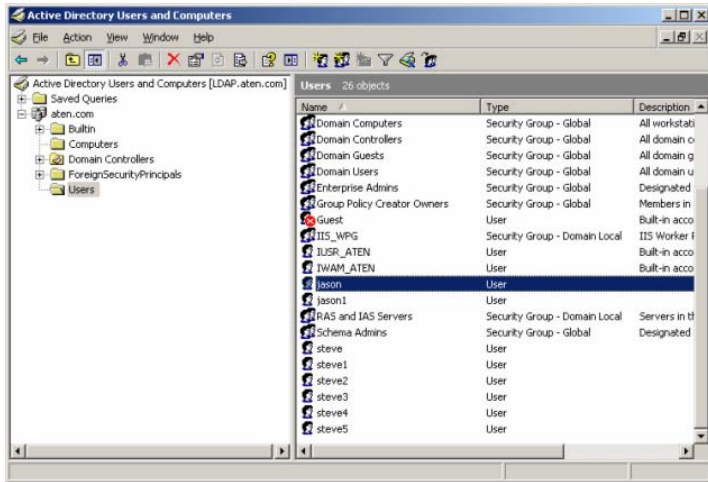 Active Directory Users and Computers
File Action View Window Help
Active Directory Users and Computers [LDAP.aten.com]
Saved Queries
aten.com
Builtin
Computers
Domain Controllers
ForeignSecurityPrincipals
Users
Users 26 objects
Name Type Description
Domain Computers Security Group - Global All workstati
Domain Controllers Security Group - Global All domain co
Domain Guests Security Group - Global All domain g
Domain Users Security Group - Global All domain u
Enterprise Admins Security Group - Global Designated
Group Policy Creator Owners Security Group - Global Members in
Guest User Built-in acco
IIS_WPG Security Group - Domain Local IIS Worker P
IUSR_ATEN User Built-in acco
IWAM_ATEN User Built-in acco
jason User
jason1 User
RAS and IAS Servers Security Group - Domain Local Servers in th
Schema Admins Security Group - Global Designated
steve User
steve1 User
steve2 User
steve3 User
steve4 User
steve5 User